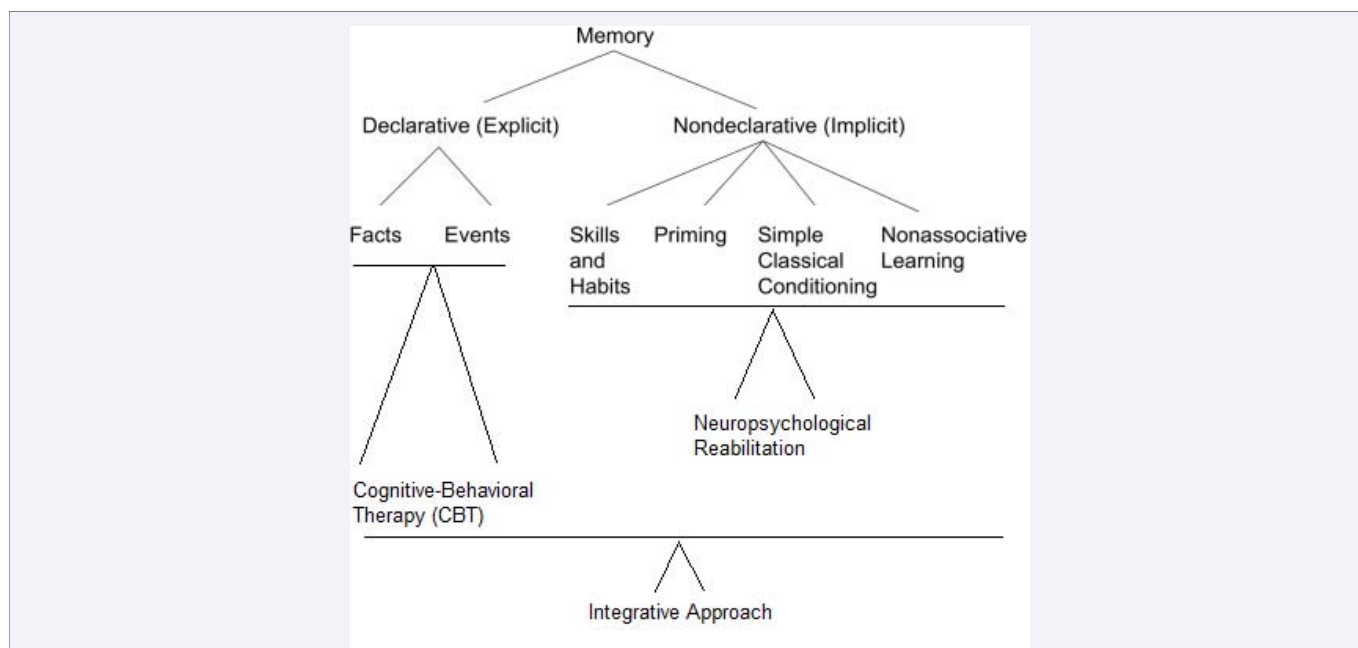 Memory
Declarative (Explicit)
Nondeclarative (Implicit)
Facts
Events
Skills
and
Habits
Priming
Simple
Classical
Conditioning
Nonassociative
Learning
Neuropsychological
Reabilitation
Cognitive-Behavioral
Therapy (CBT)
Integrative Approach